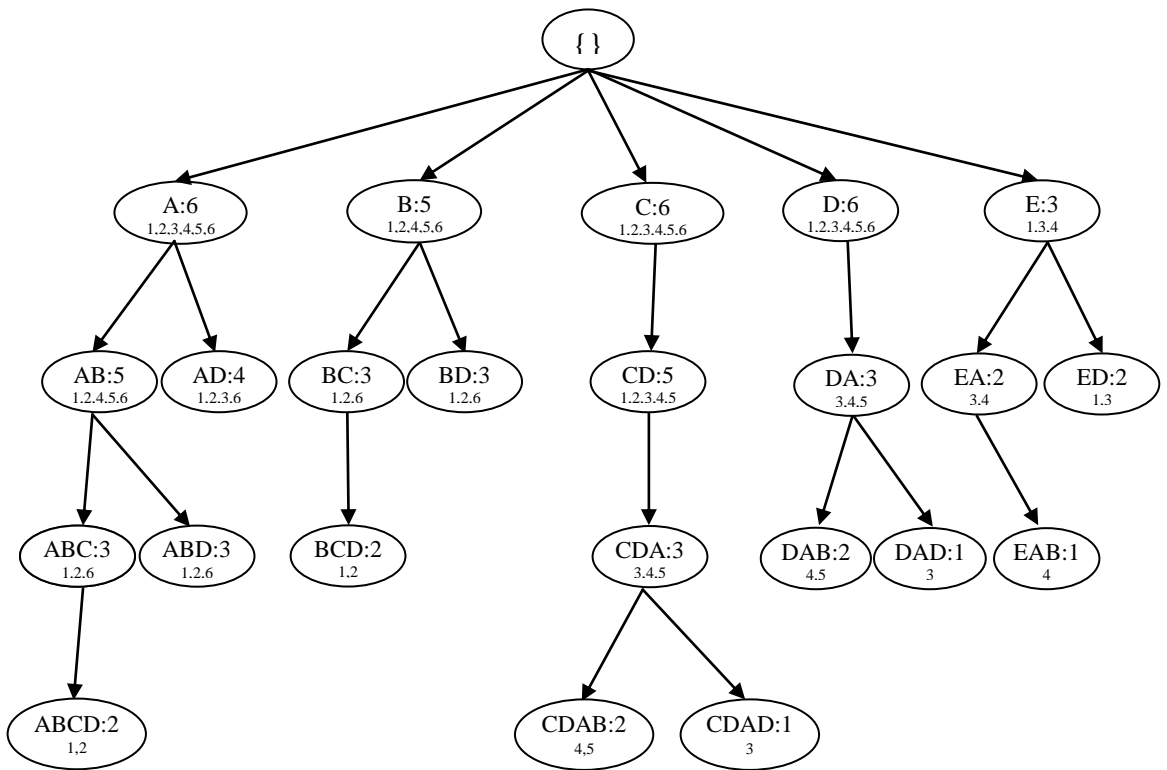 { }
A:6
1,2,3,4,5,6
B:5
1,2,4,5,6
C:6
1,2,3,4,5,6
D:6
1,2,3,4,5,6
E:3
1,3,4
AB:5
1,2,4,5,6
AD:4
1,2,3,6
BC:3
1,2,6
BD:3
1,2,6
CD:5
1,2,3,4,5
DA:3
3,4,5
EA:2
3,4
ED:2
1,3
ABC:3
1,2,6
ABD:3
1,2,6
BCD:2
1,2
CDA:3
3,4,5
DAB:2
4,5
DAD:1
3
EAB:1
4
ABCD:2
1,2
CDAB:2
4,5
CDAD:1
3